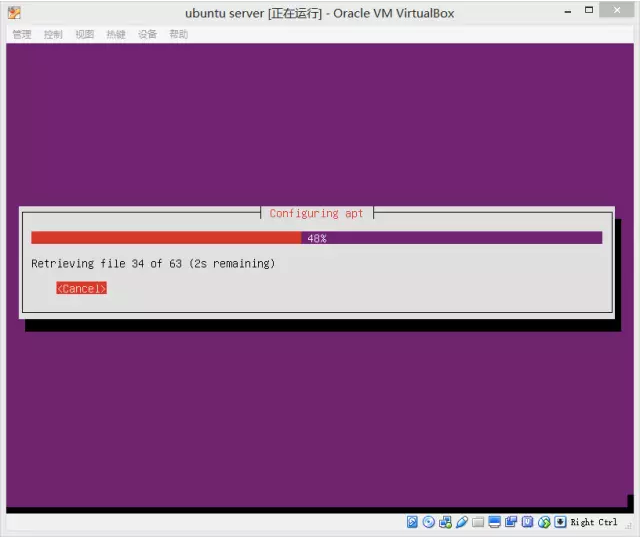 ubuntu server [正在运行] - Oracle VM VirtualBox
管理 控制 视图 热键 设备 帮助
Configuring apt
48%
Retrieving file 34 of 63 (2s remaining)
<Cancel>
Right Ctrl